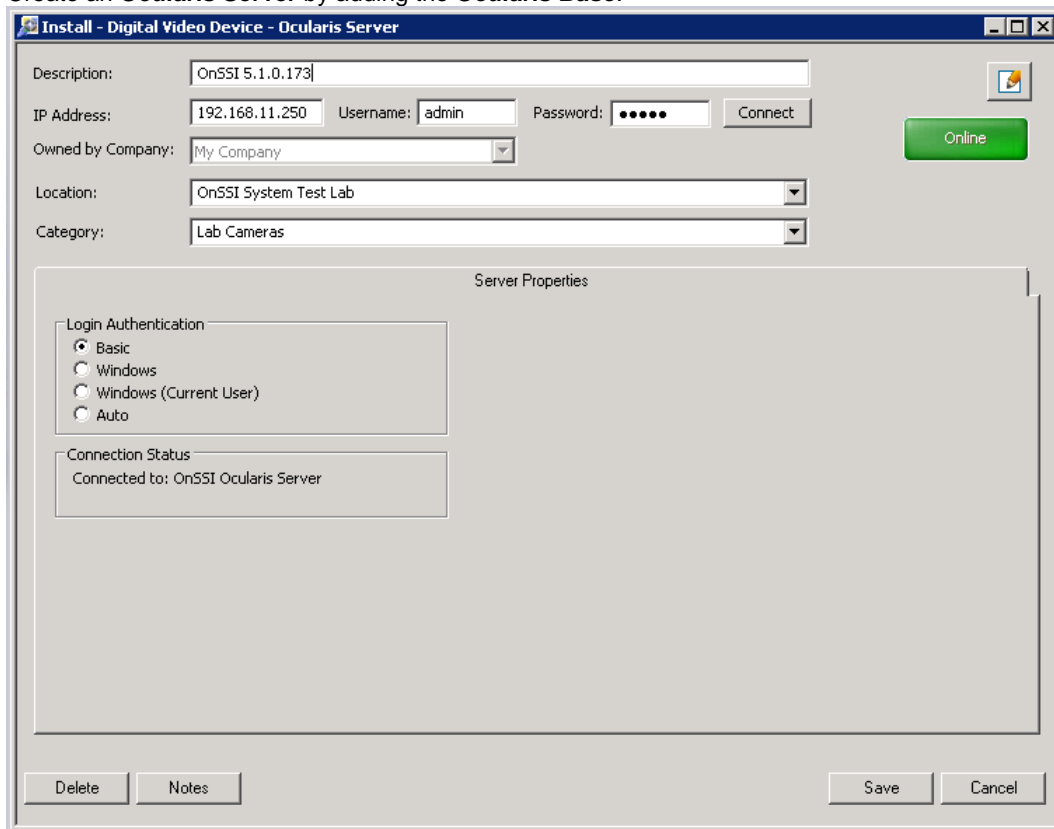 Create an Ocularis Server by adding the Ocularis Base.
Install - Digital Video Device - Ocularis Server
Description: OnSSI 5.1.0.173
IP Address: 192.168.11.250 Username: admin Password: ●●●●● Connect
Online
Owned by Company: My Company
Location: OnSSI System Test Lab
Category: Lab Cameras
Server Properties
Login Authentication
Basic
Windows
Windows (Current User)
Auto
Connection Status
Connected to: OnSSI Ocularis Server
Delete Notes Save Cancel